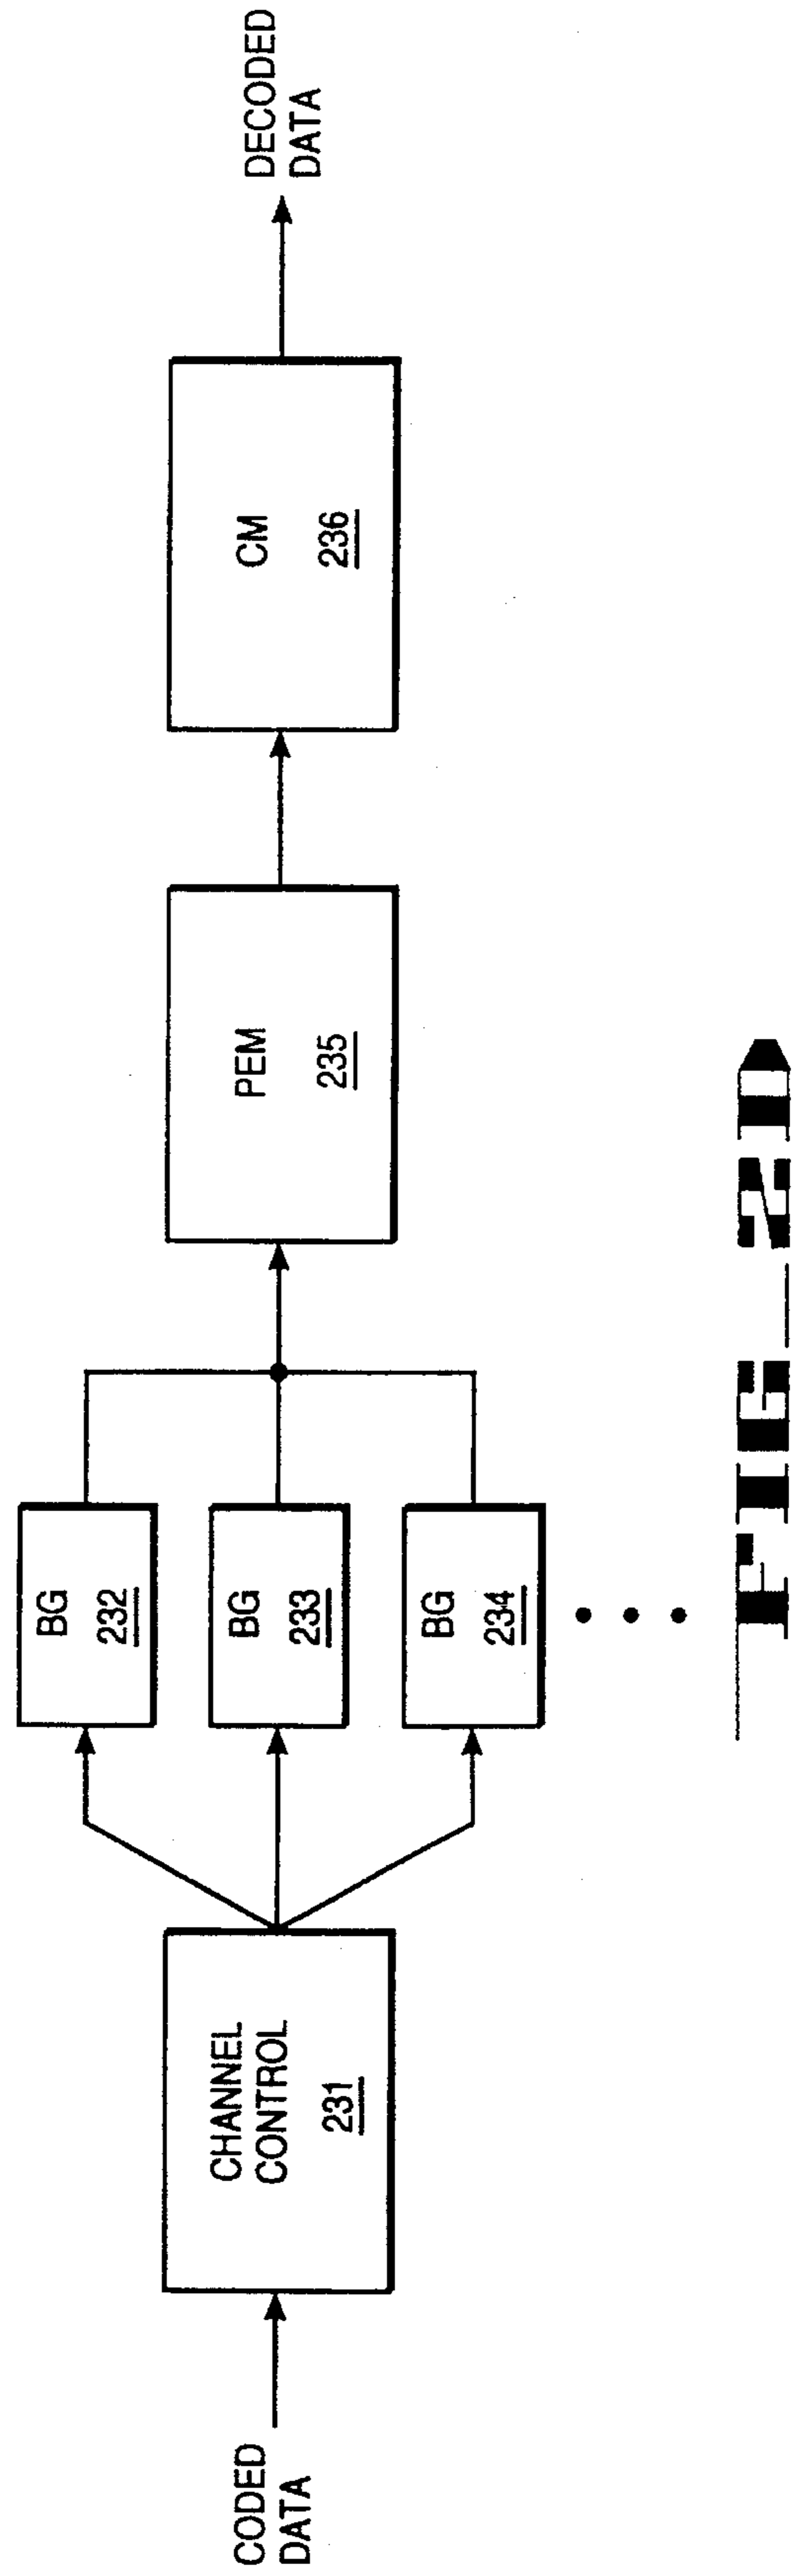 CODED
DATA
CHANNEL
CONTROL
231
BG
232
BG
233
BG
234
PEM
235
CM
236
DECODED
DATA
FIG_2D